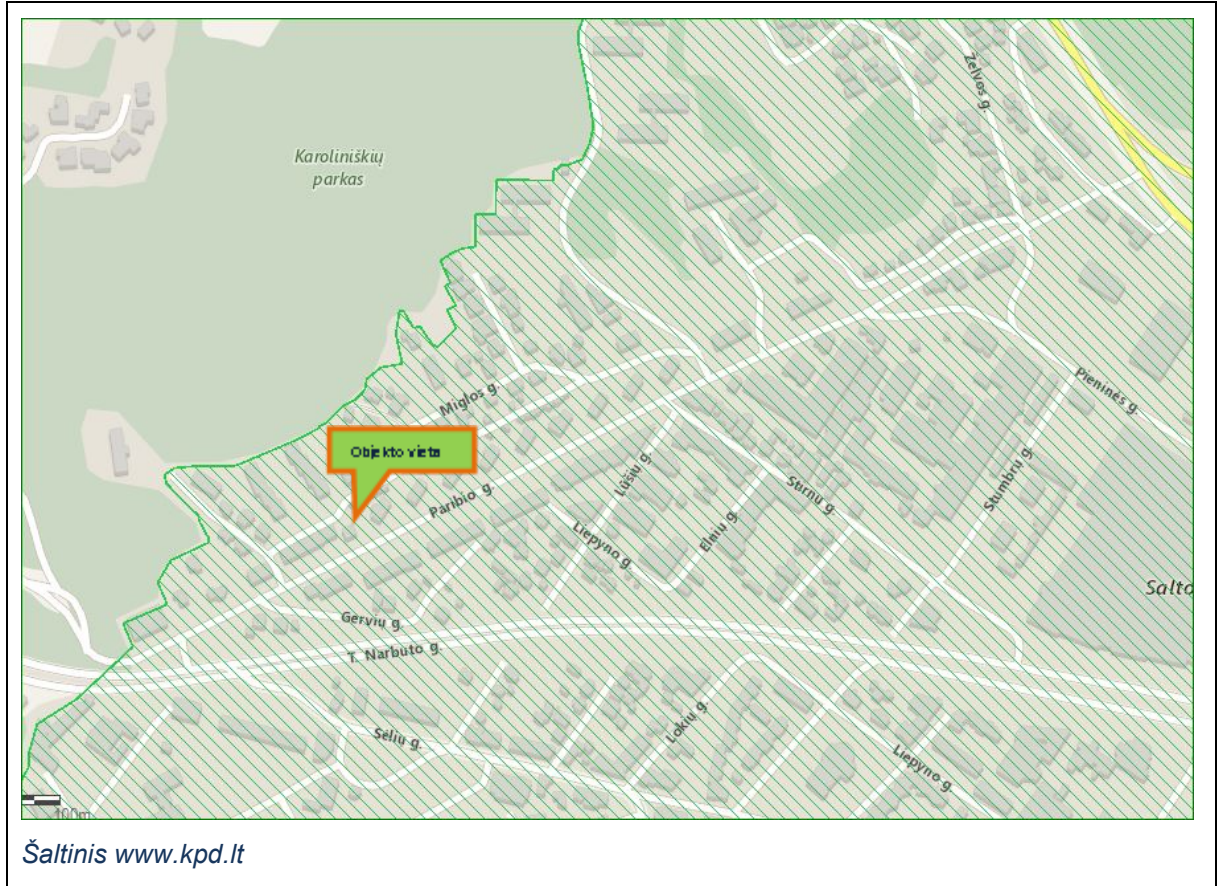 Želvos g.
Karoliniškių
parkas
Pieninės g.
Miglos g.
Objekto vieta
Stumbrų g.
Lūšių g.
Stirnų g.
Paribio g.
Elnių g.
Liepyno g.
Salto
Gervių g.
T. Narbuto g.
Lokių g.
Sėlių g.
Liepyno g.
100m
Šaltinis www.kpd.lt